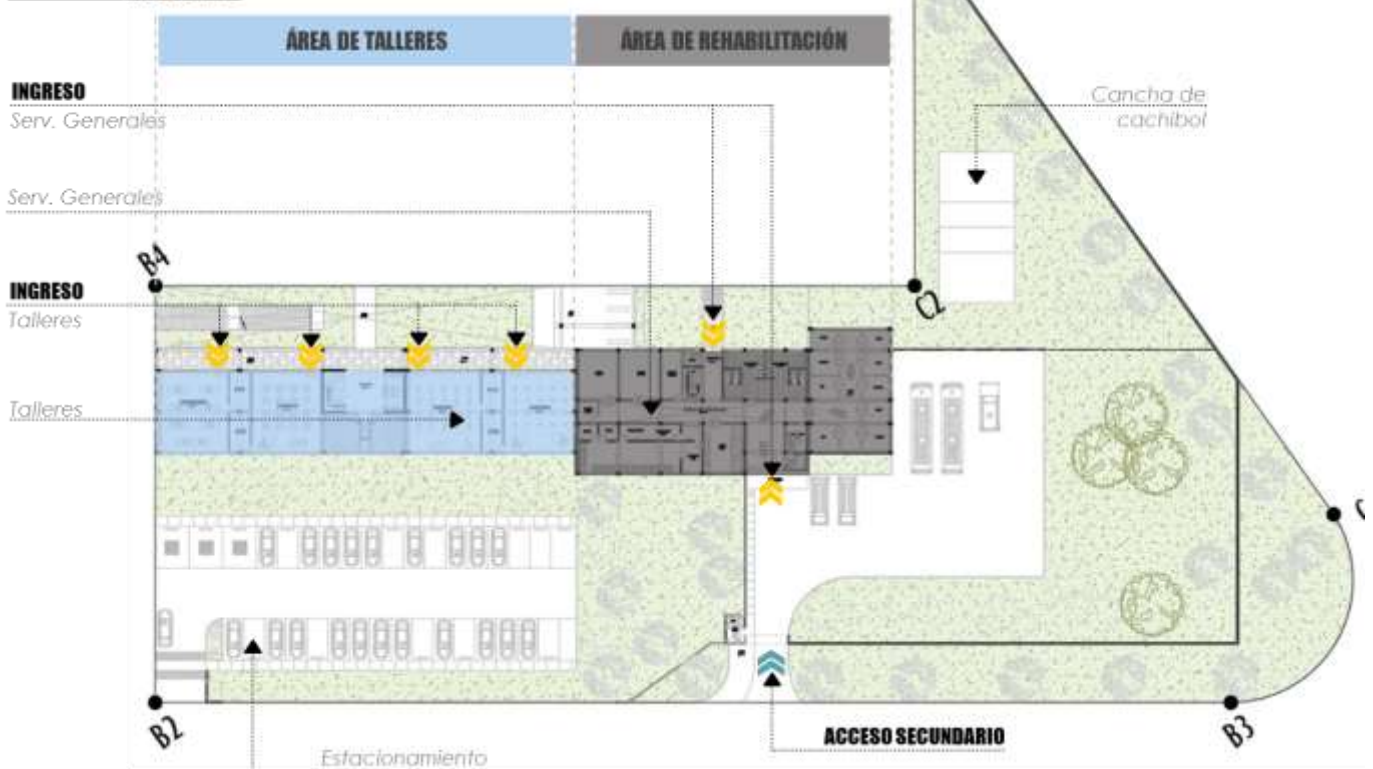 ÁREA DE TALLERES
ÁREA DE REHABILITACIÓN
INGRESO
Serv. Generales
Cancha de
cachibol
Serv. Generales
B4
INGRESO
Talleres
C2
Talleres
B2
B3
ACCESO SECUNDARIO
Estacionamiento